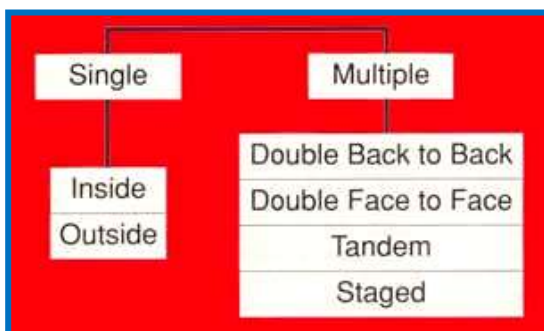 Single
Multiple
Inside
Outside
Double Back to Back
Double Face to Face
Tandem
Staged